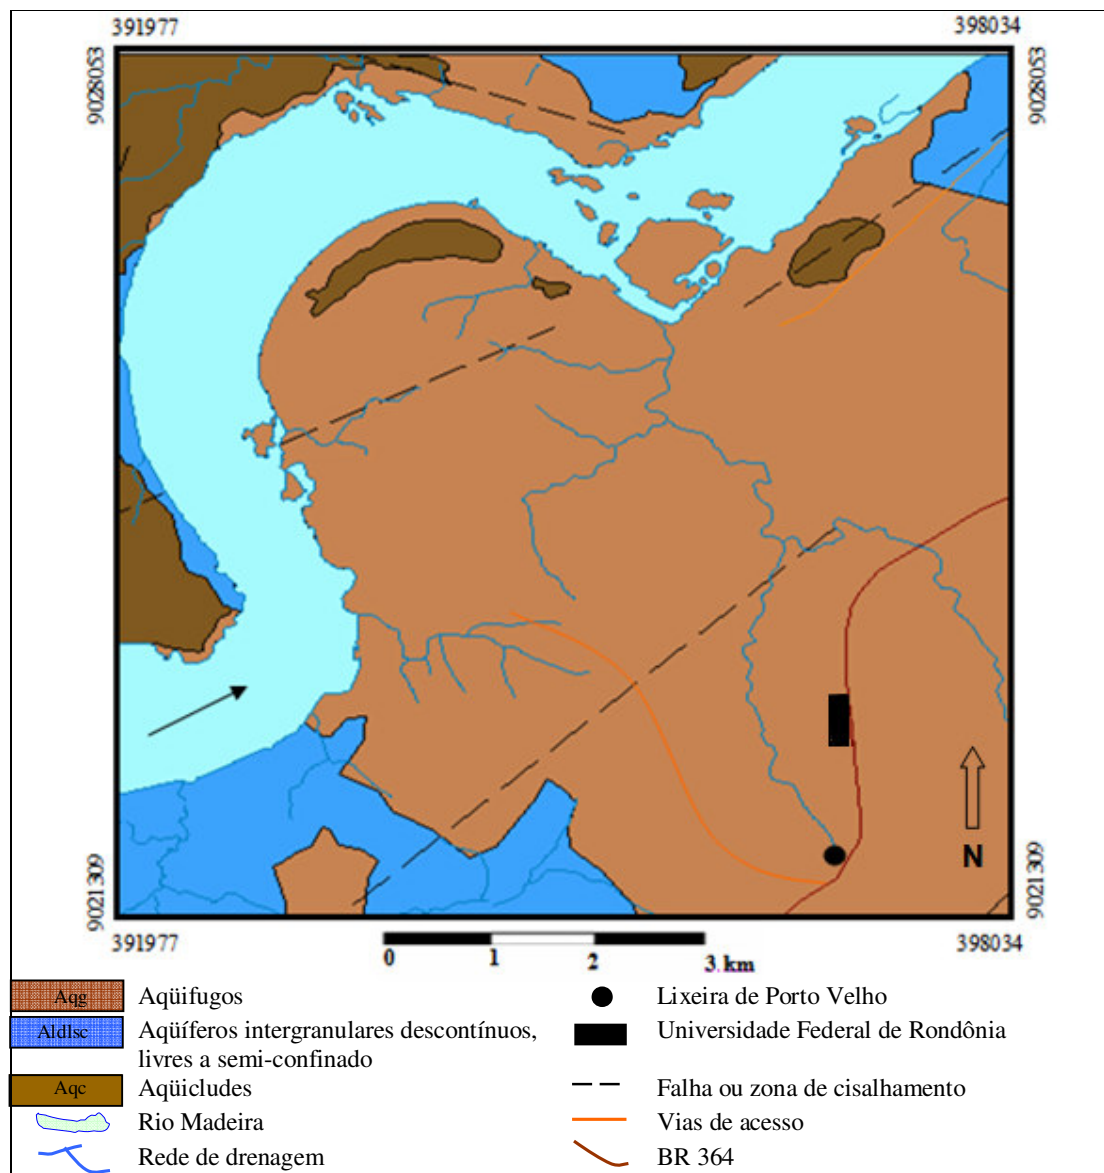 391977
398034
9028053
9028053
N
9021309
9021309
391977
398034
0
1
2
3 km
Aqg
Aqüifugos
Lixeira de Porto Velho
Aldlsc
Aqüíferos intergranulares descontínuos,
livres a semi-confinado
Universidade Federal de Rondônia
Aqc
Aqüicludes
Falha ou zona de cisalhamento
Rio Madeira
Vias de acesso
Rede de drenagem
BR 364